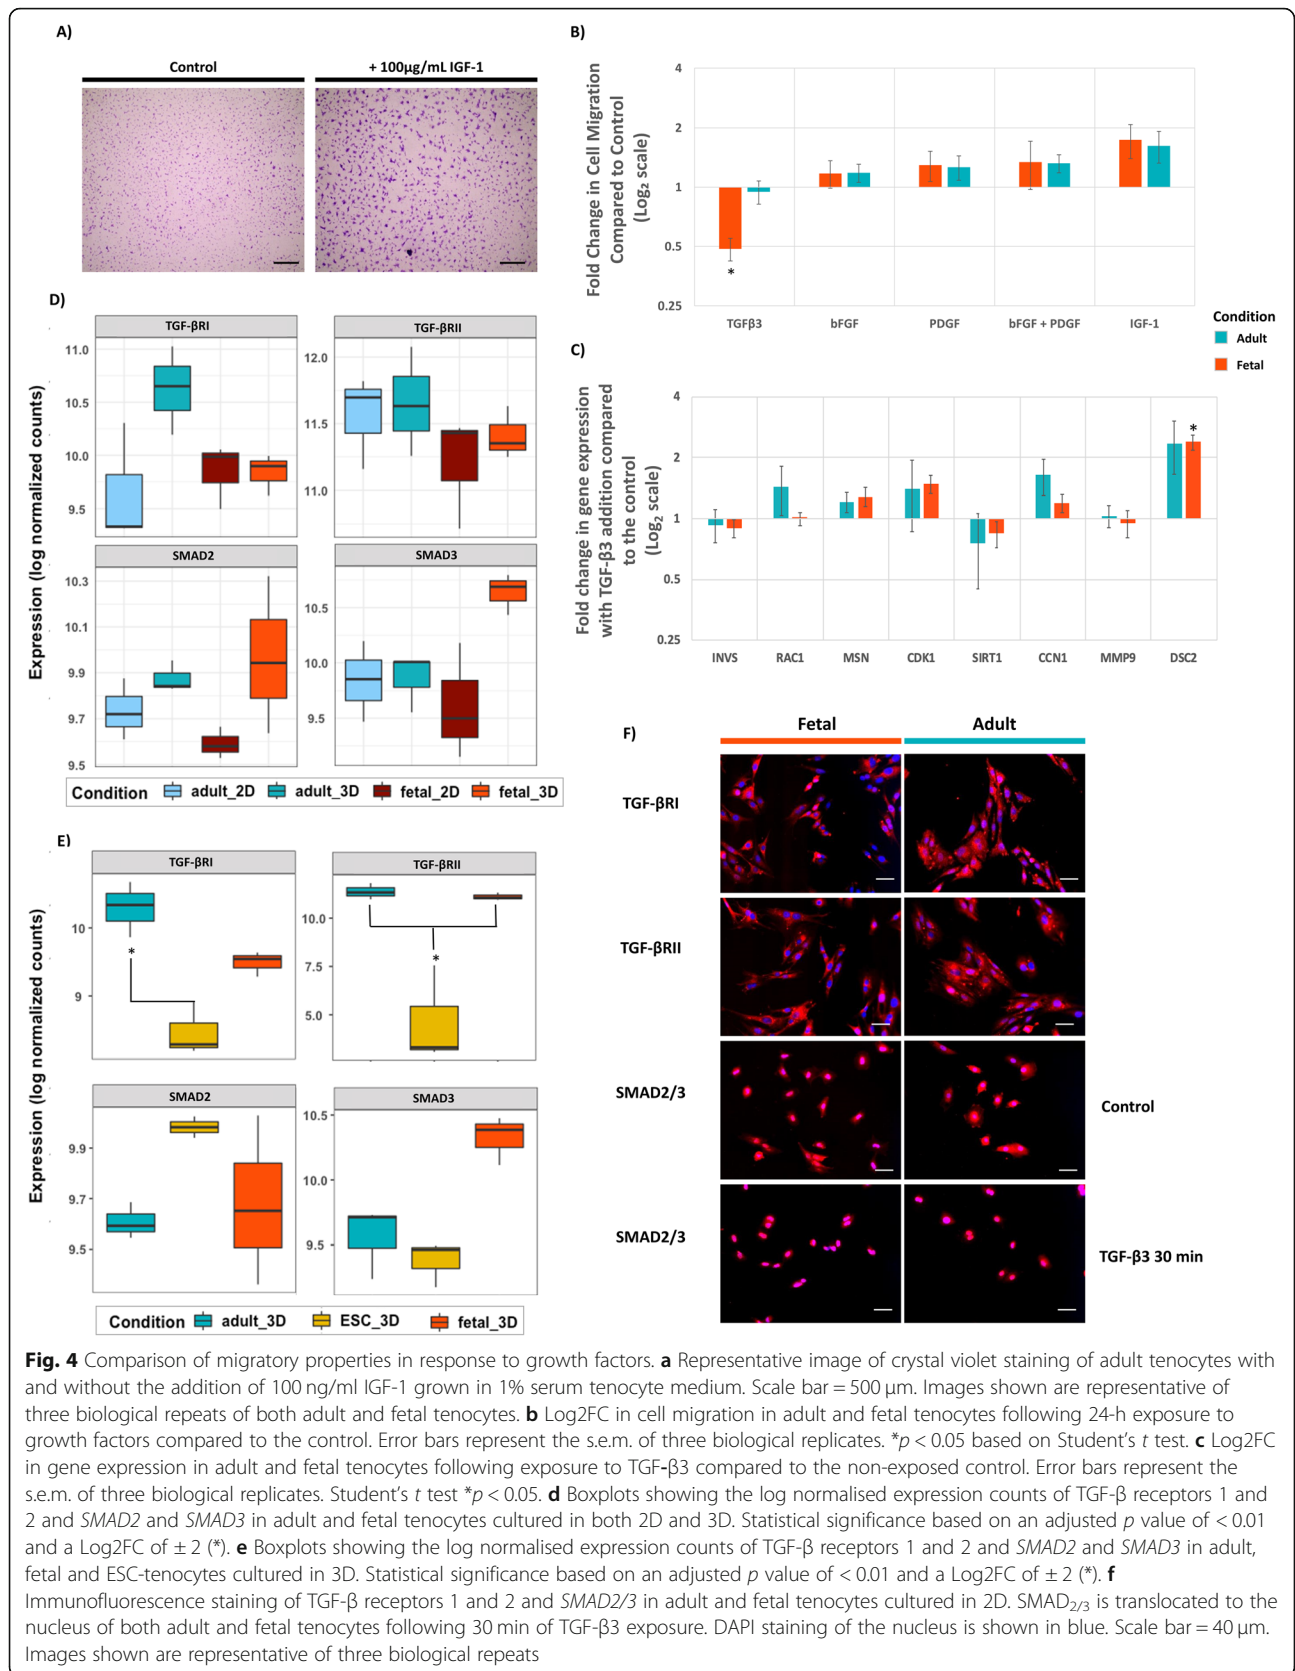 A)
Control
+ 100µg/mL IGF-1
B)
Fold Change in Cell Migration
Compared to Control
(Log₂ scale)
4
2
1
0.5
0.25
*
TGFβ3
bFGF
PDGF
bFGF + PDGF
IGF-1
Condition
Adult
Fetal
C)
Fold change in gene expression
with TGF-β3 addition compared
to the control
(Log₂ scale)
4
2
1
0.5
0.25
*
INVS
RAC1
MSN
CDK1
SIRT1
CCN1
MMP9
DSC2
D)
Expression (log normalized counts)
TGF-βRI
11.0
10.5
10.0
9.5
TGF-βRII
12.0
11.5
11.0
SMAD2
10.3
10.1
9.9
9.7
9.5
SMAD3
10.5
10.0
9.5
Condition
adult_2D
adult_3D
fetal_2D
fetal_3D
E)
Expression (log normalized counts)
TGF-βRI
10
9
*
TGF-βRII
10.0
7.5
5.0
*
SMAD2
9.9
9.7
9.5
SMAD3
10.5
10.0
9.5
Condition
adult_3D
ESC_3D
fetal_3D
F)
Fetal
Adult
TGF-βRI
TGF-βRII
SMAD2/3
Control
SMAD2/3
TGF-β3 30 min
Fig. 4 Comparison of migratory properties in response to growth factors. a Representative image of crystal violet staining of adult tenocytes with
and without the addition of 100 ng/ml IGF-1 grown in 1% serum tenocyte medium. Scale bar = 500 μm. Images shown are representative of
three biological repeats of both adult and fetal tenocytes. b Log2FC in cell migration in adult and fetal tenocytes following 24-h exposure to
growth factors compared to the control. Error bars represent the s.e.m. of three biological replicates. *p < 0.05 based on Student's t test. c Log2FC
in gene expression in adult and fetal tenocytes following exposure to TGF-β3 compared to the non-exposed control. Error bars represent the
s.e.m. of three biological replicates. Student's t test *p < 0.05. d Boxplots showing the log normalised expression counts of TGF-β receptors 1 and
2 and SMAD2 and SMAD3 in adult and fetal tenocytes cultured in both 2D and 3D. Statistical significance based on an adjusted p value of < 0.01
and a Log2FC of ± 2 (*). e Boxplots showing the log normalised expression counts of TGF-β receptors 1 and 2 and SMAD2 and SMAD3 in adult,
fetal and ESC-tenocytes cultured in 3D. Statistical significance based on an adjusted p value of < 0.01 and a Log2FC of ± 2 (*). f
Immunofluorescence staining of TGF-β receptors 1 and 2 and SMAD2/3 in adult and fetal tenocytes cultured in 2D. SMAD₂/₃ is translocated to the
nucleus of both adult and fetal tenocytes following 30 min of TGF-β3 exposure. DAPI staining of the nucleus is shown in blue. Scale bar = 40 μm.
Images shown are representative of three biological repeats